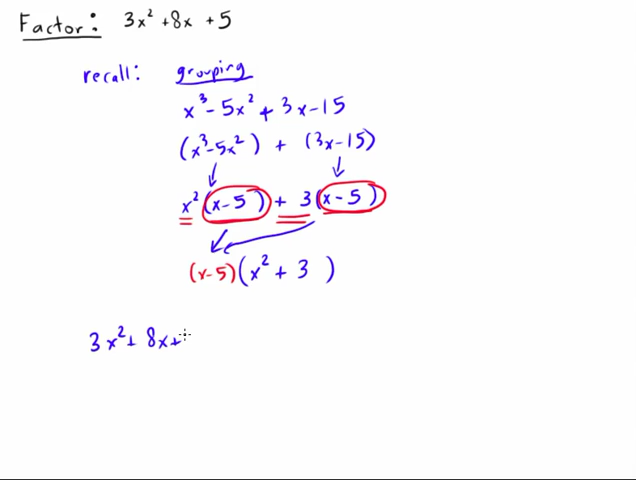 Factor: 3x² + 8x + 5
recall: grouping
x³ - 5x² + 3x - 15
(x³ - 5x²) + (3x - 15)
x²(x - 5) + 3(x - 5)
(x - 5)(x² + 3)
3x² + 8x +